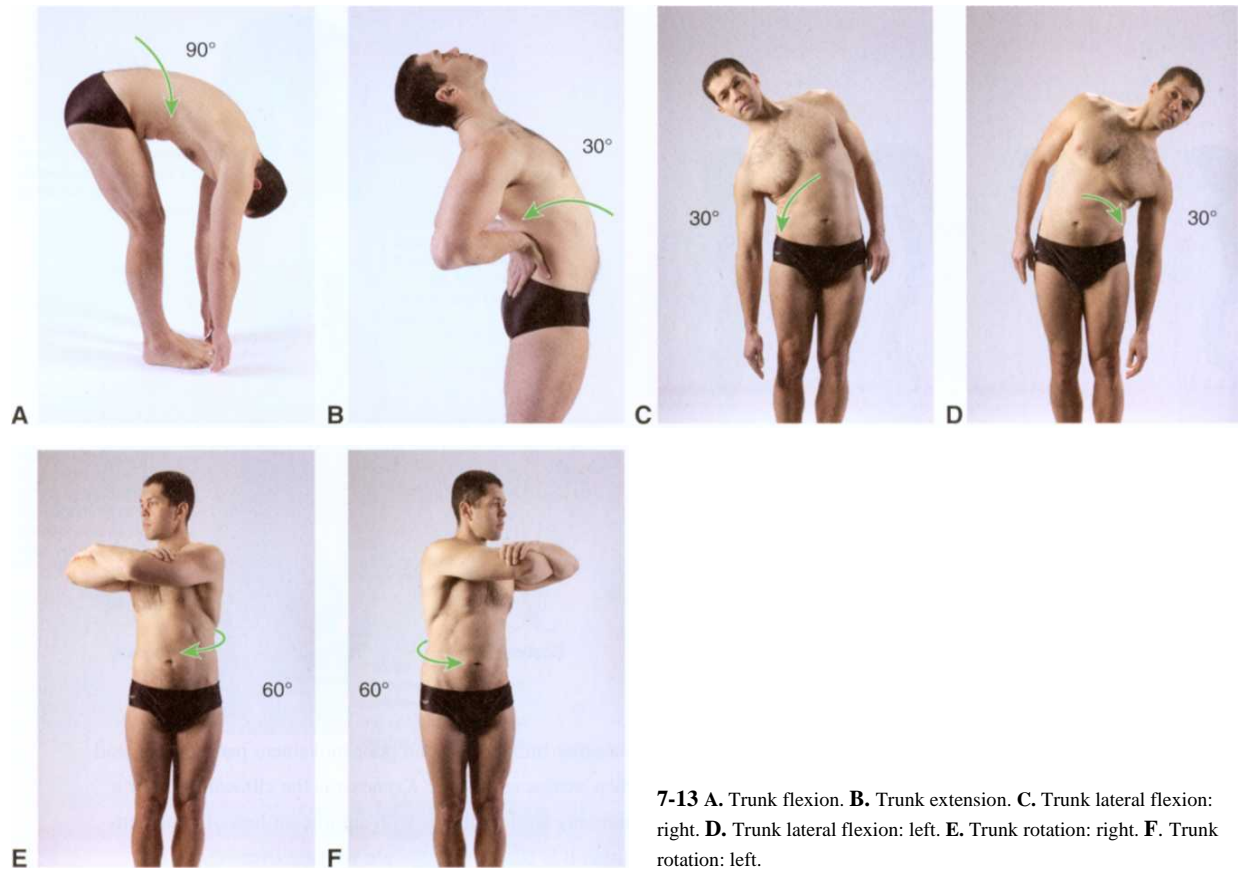 90°
A
30°
B
30°
C
30°
D
60°
E
60°
F
7-13 A. Trunk flexion. B. Trunk extension. C. Trunk lateral flexion:
right. D. Trunk lateral flexion: left. E. Trunk rotation: right. F. Trunk
rotation: left.